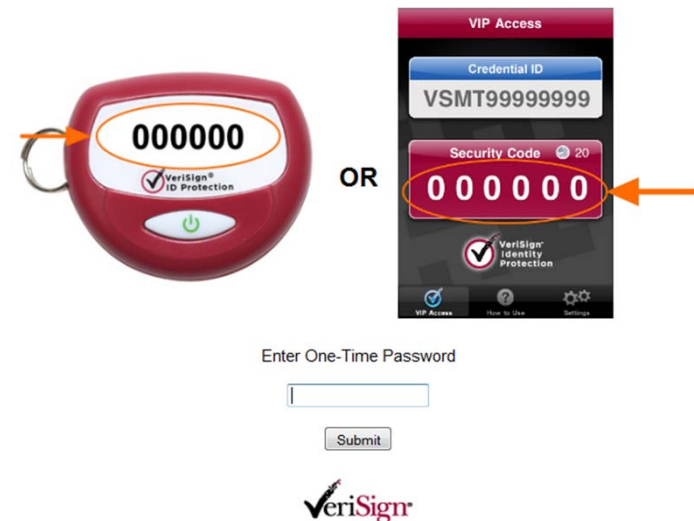 000000
VeriSign®
ID Protection
OR
VIP Access
Credential ID
VSMT99999999
Security Code 20
000000
VeriSign
Identity
Protection
VIP Access How to Use Settings
Enter One-Time Password
Submit
VeriSign